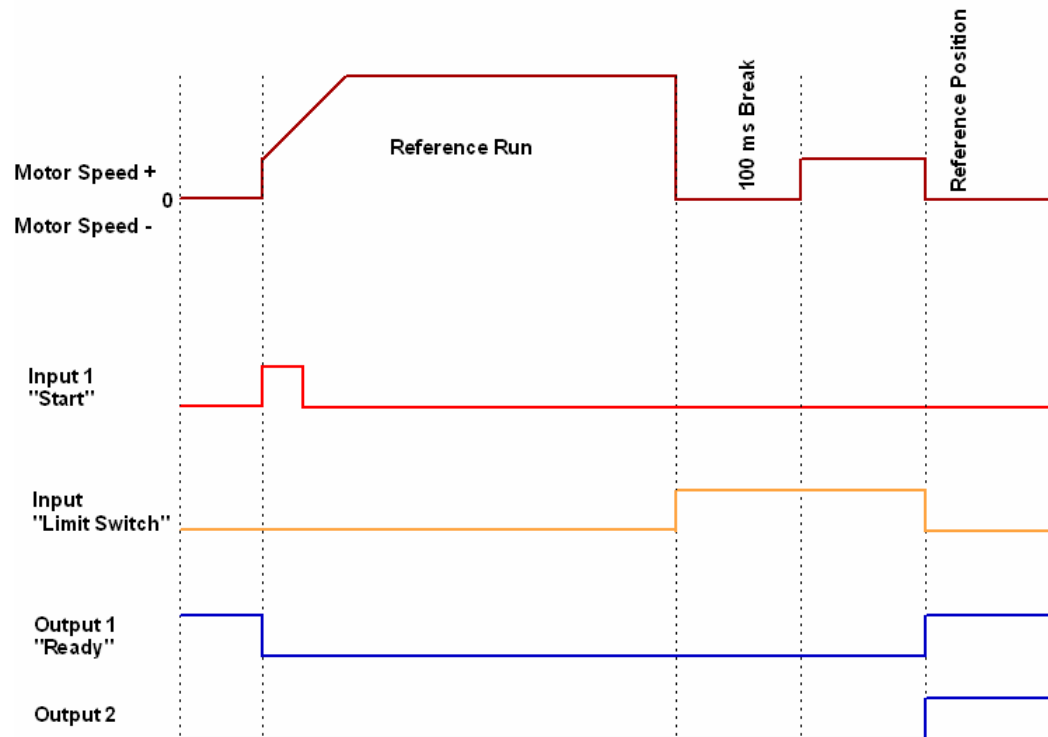 Reference Run
100 ms Break
Reference Position
Motor Speed +
0
Motor Speed -
Input 1
"Start"
Input
"Limit Switch"
Output 1
"Ready"
Output 2